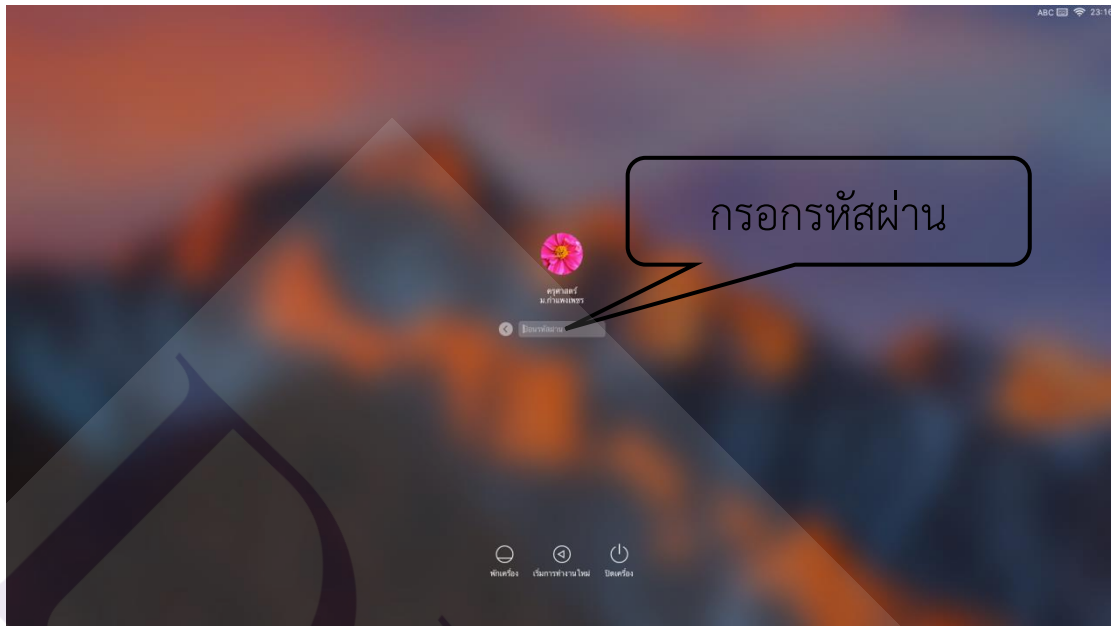 ABC 23:16
กรอกรหัสผ่าน
ครุศาสตร์
ม.กำแพงเพชร
ป้อนรหัสผ่าน
พักเครื่อง เริ่มการทำงานใหม่ ปิดเครื่อง